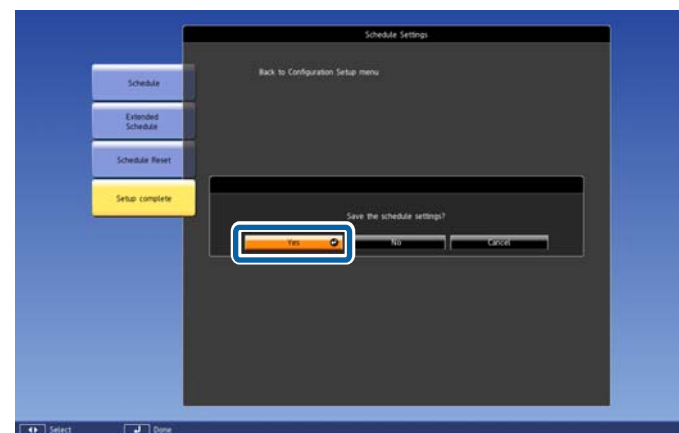 Schedule Settings
Back to Configuration Setup menu
Schedule
Extended
Schedule
Schedule Reset
Setup complete
Save the schedule settings?
Yes
No
Cancel
Select
Done